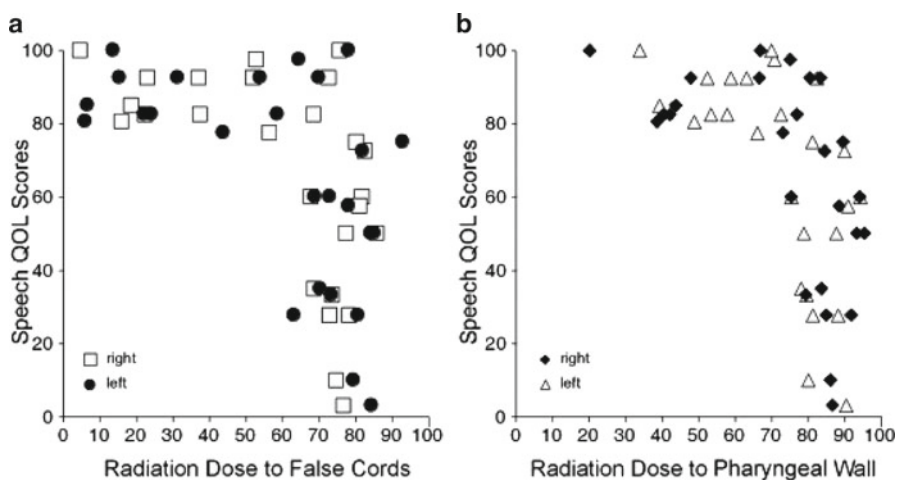 a
100
80
60
40
20
0
Speech QOL Scores
right
left
0 10 20 30 40 50 60 70 80 90 100
Radiation Dose to False Cords
b
100
80
60
40
20
0
Speech QOL Scores
right
left
0 10 20 30 40 50 60 70 80 90 100
Radiation Dose to Pharyngeal Wall